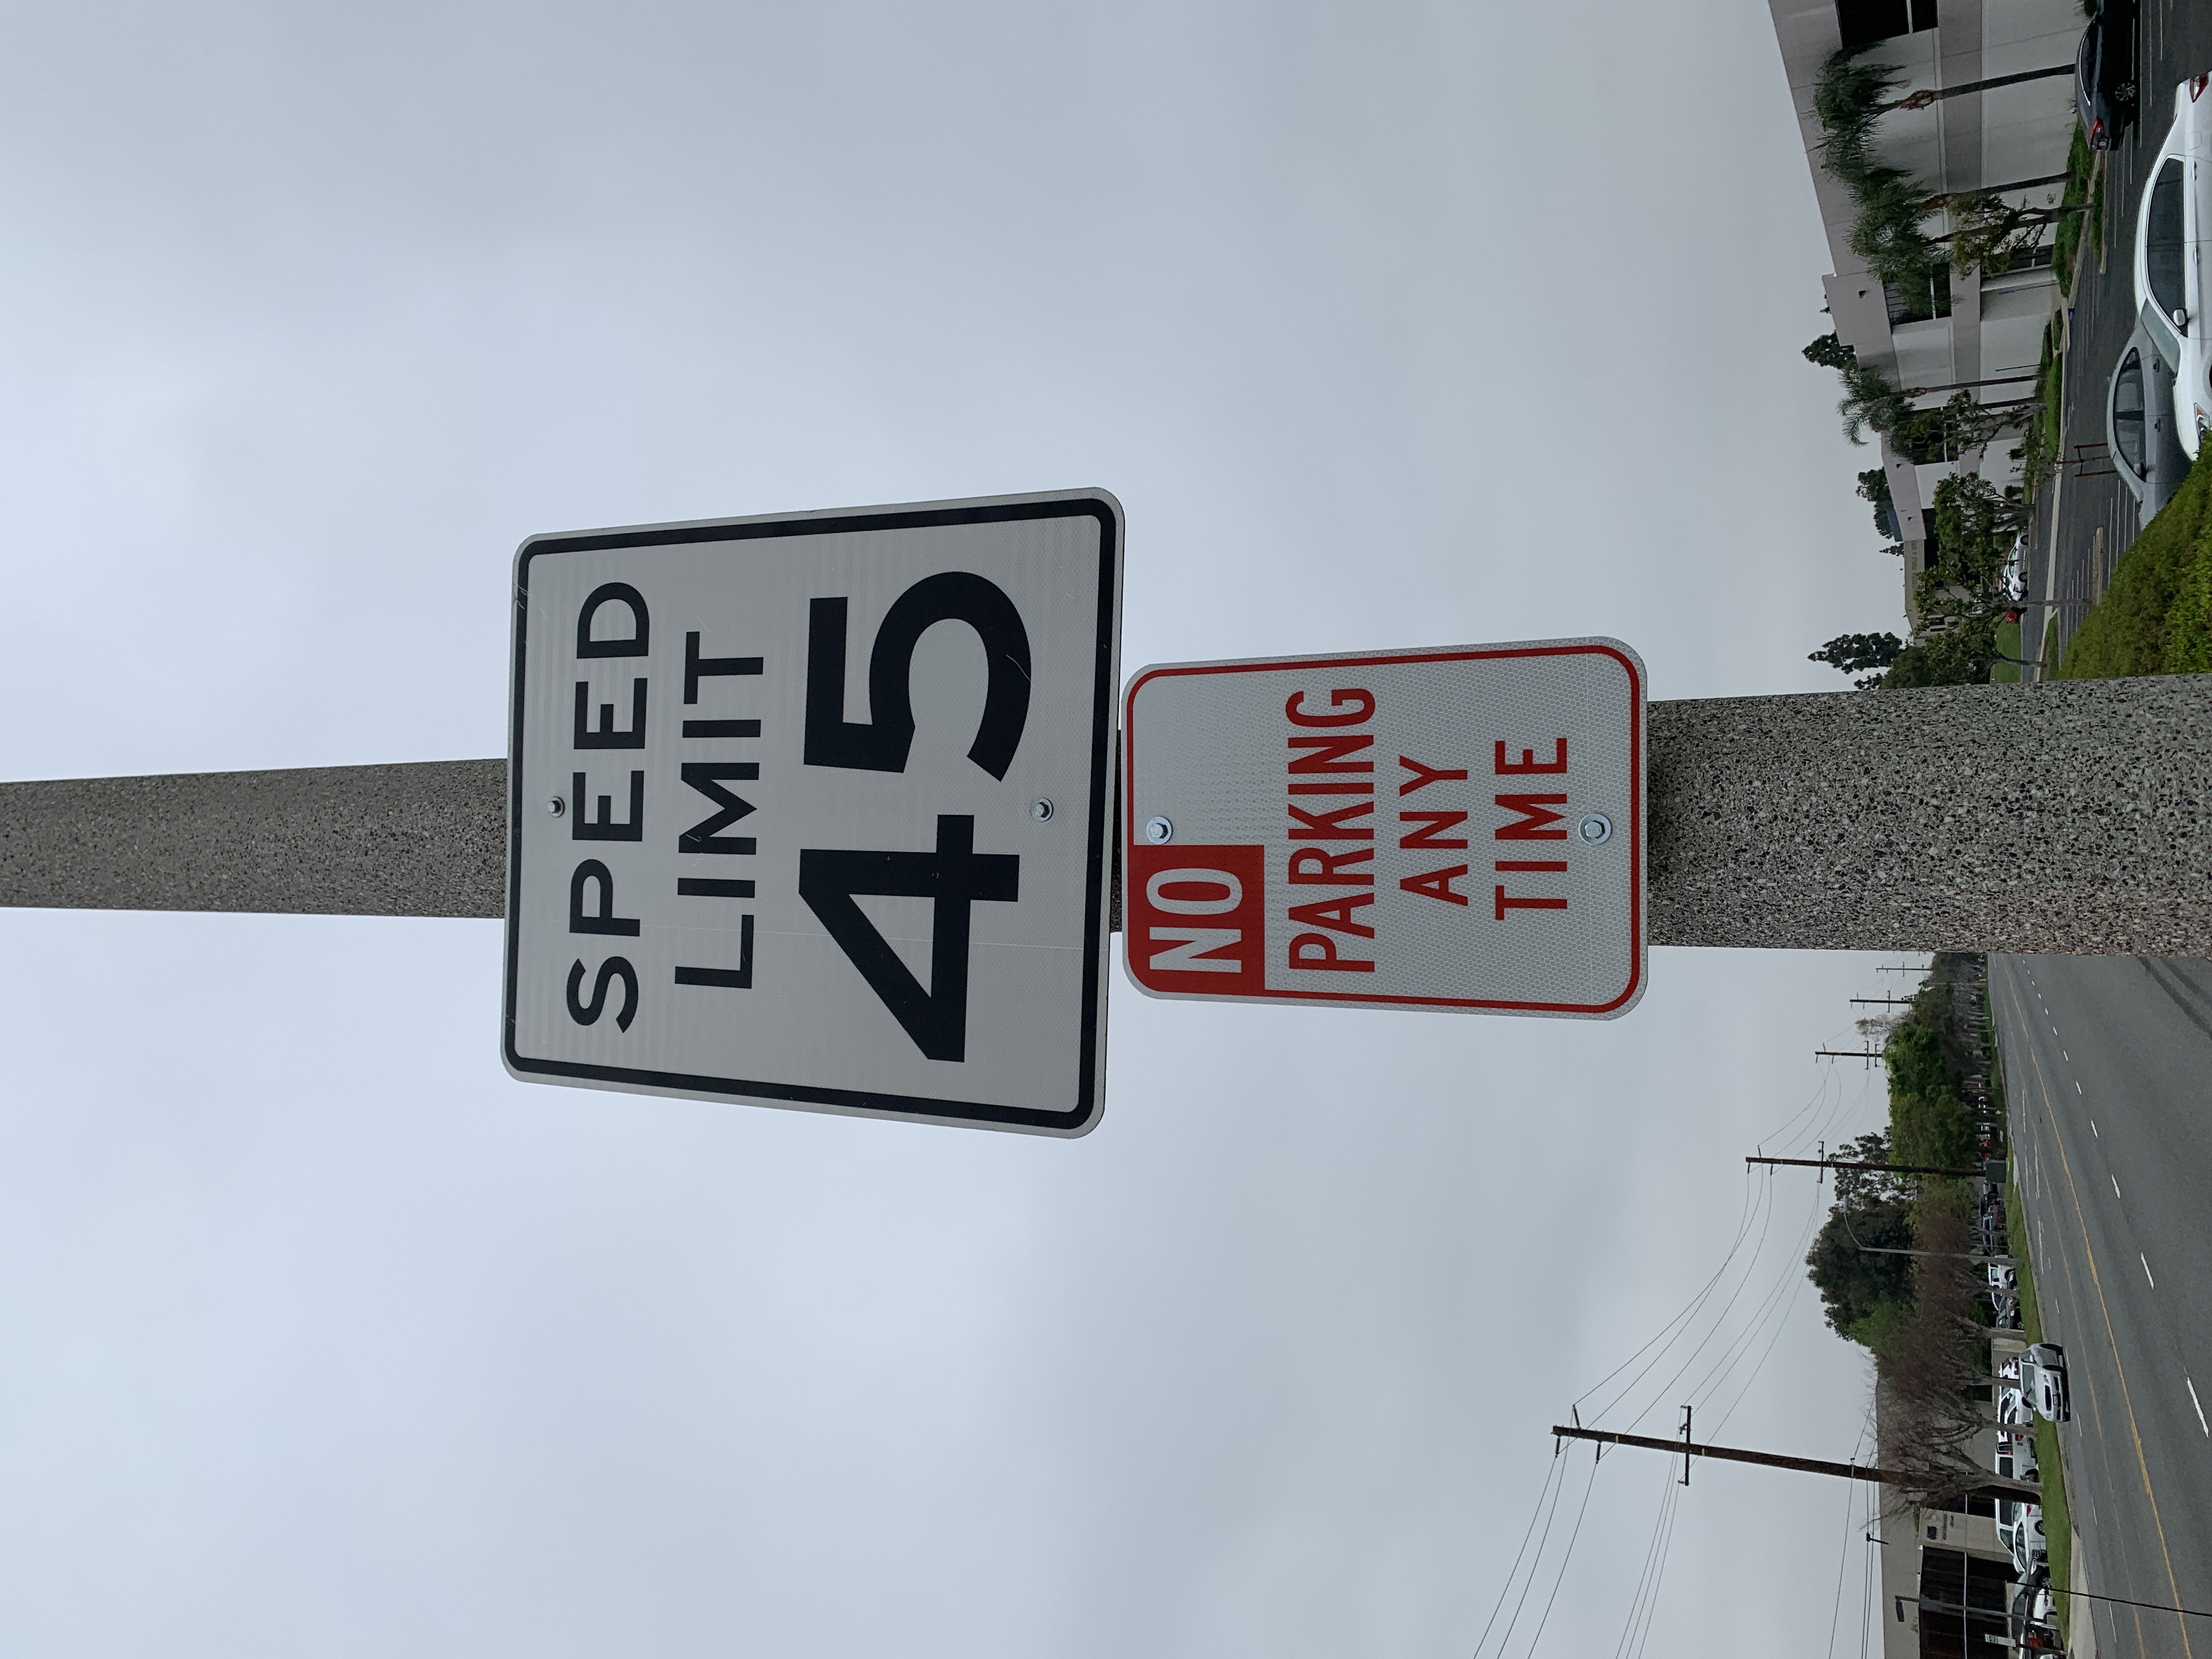 SPEED
LIMIT
45
NO
PARKING
ANY
TIME